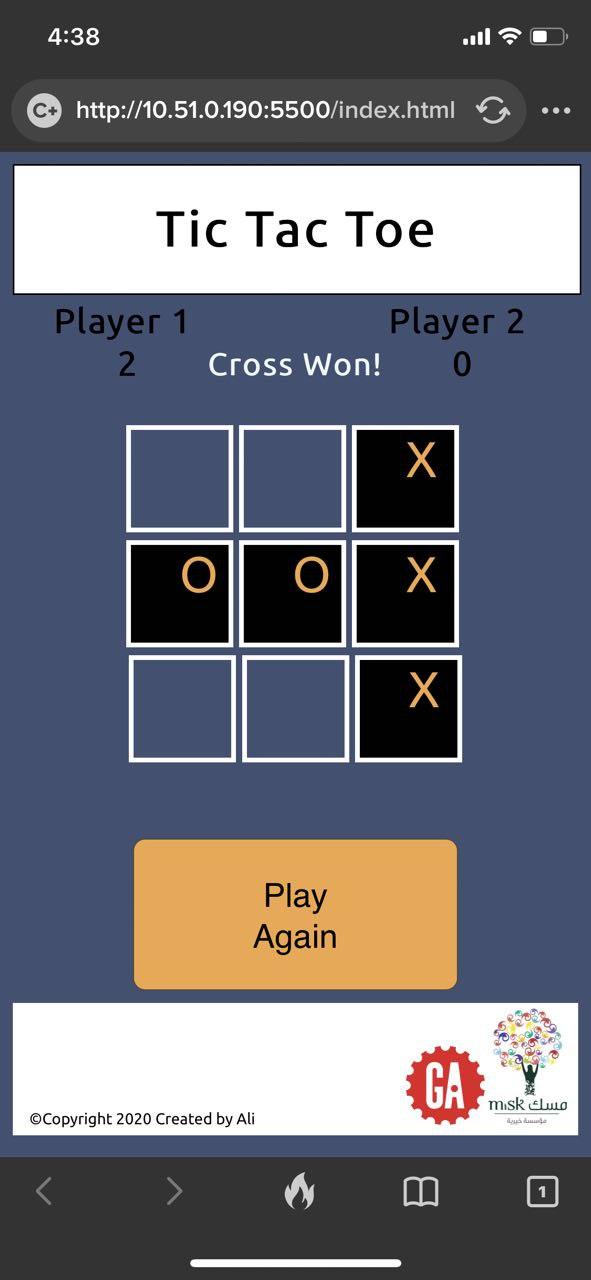 4:38
C+ http://10.51.0.190:5500/index.html
Tic Tac Toe
Player 1 Player 2
2 Cross Won! 0
X
O O X
X
Play
Again
GA
misk مسك
مؤسسة خيرية
©Copyright 2020 Created by Ali
1